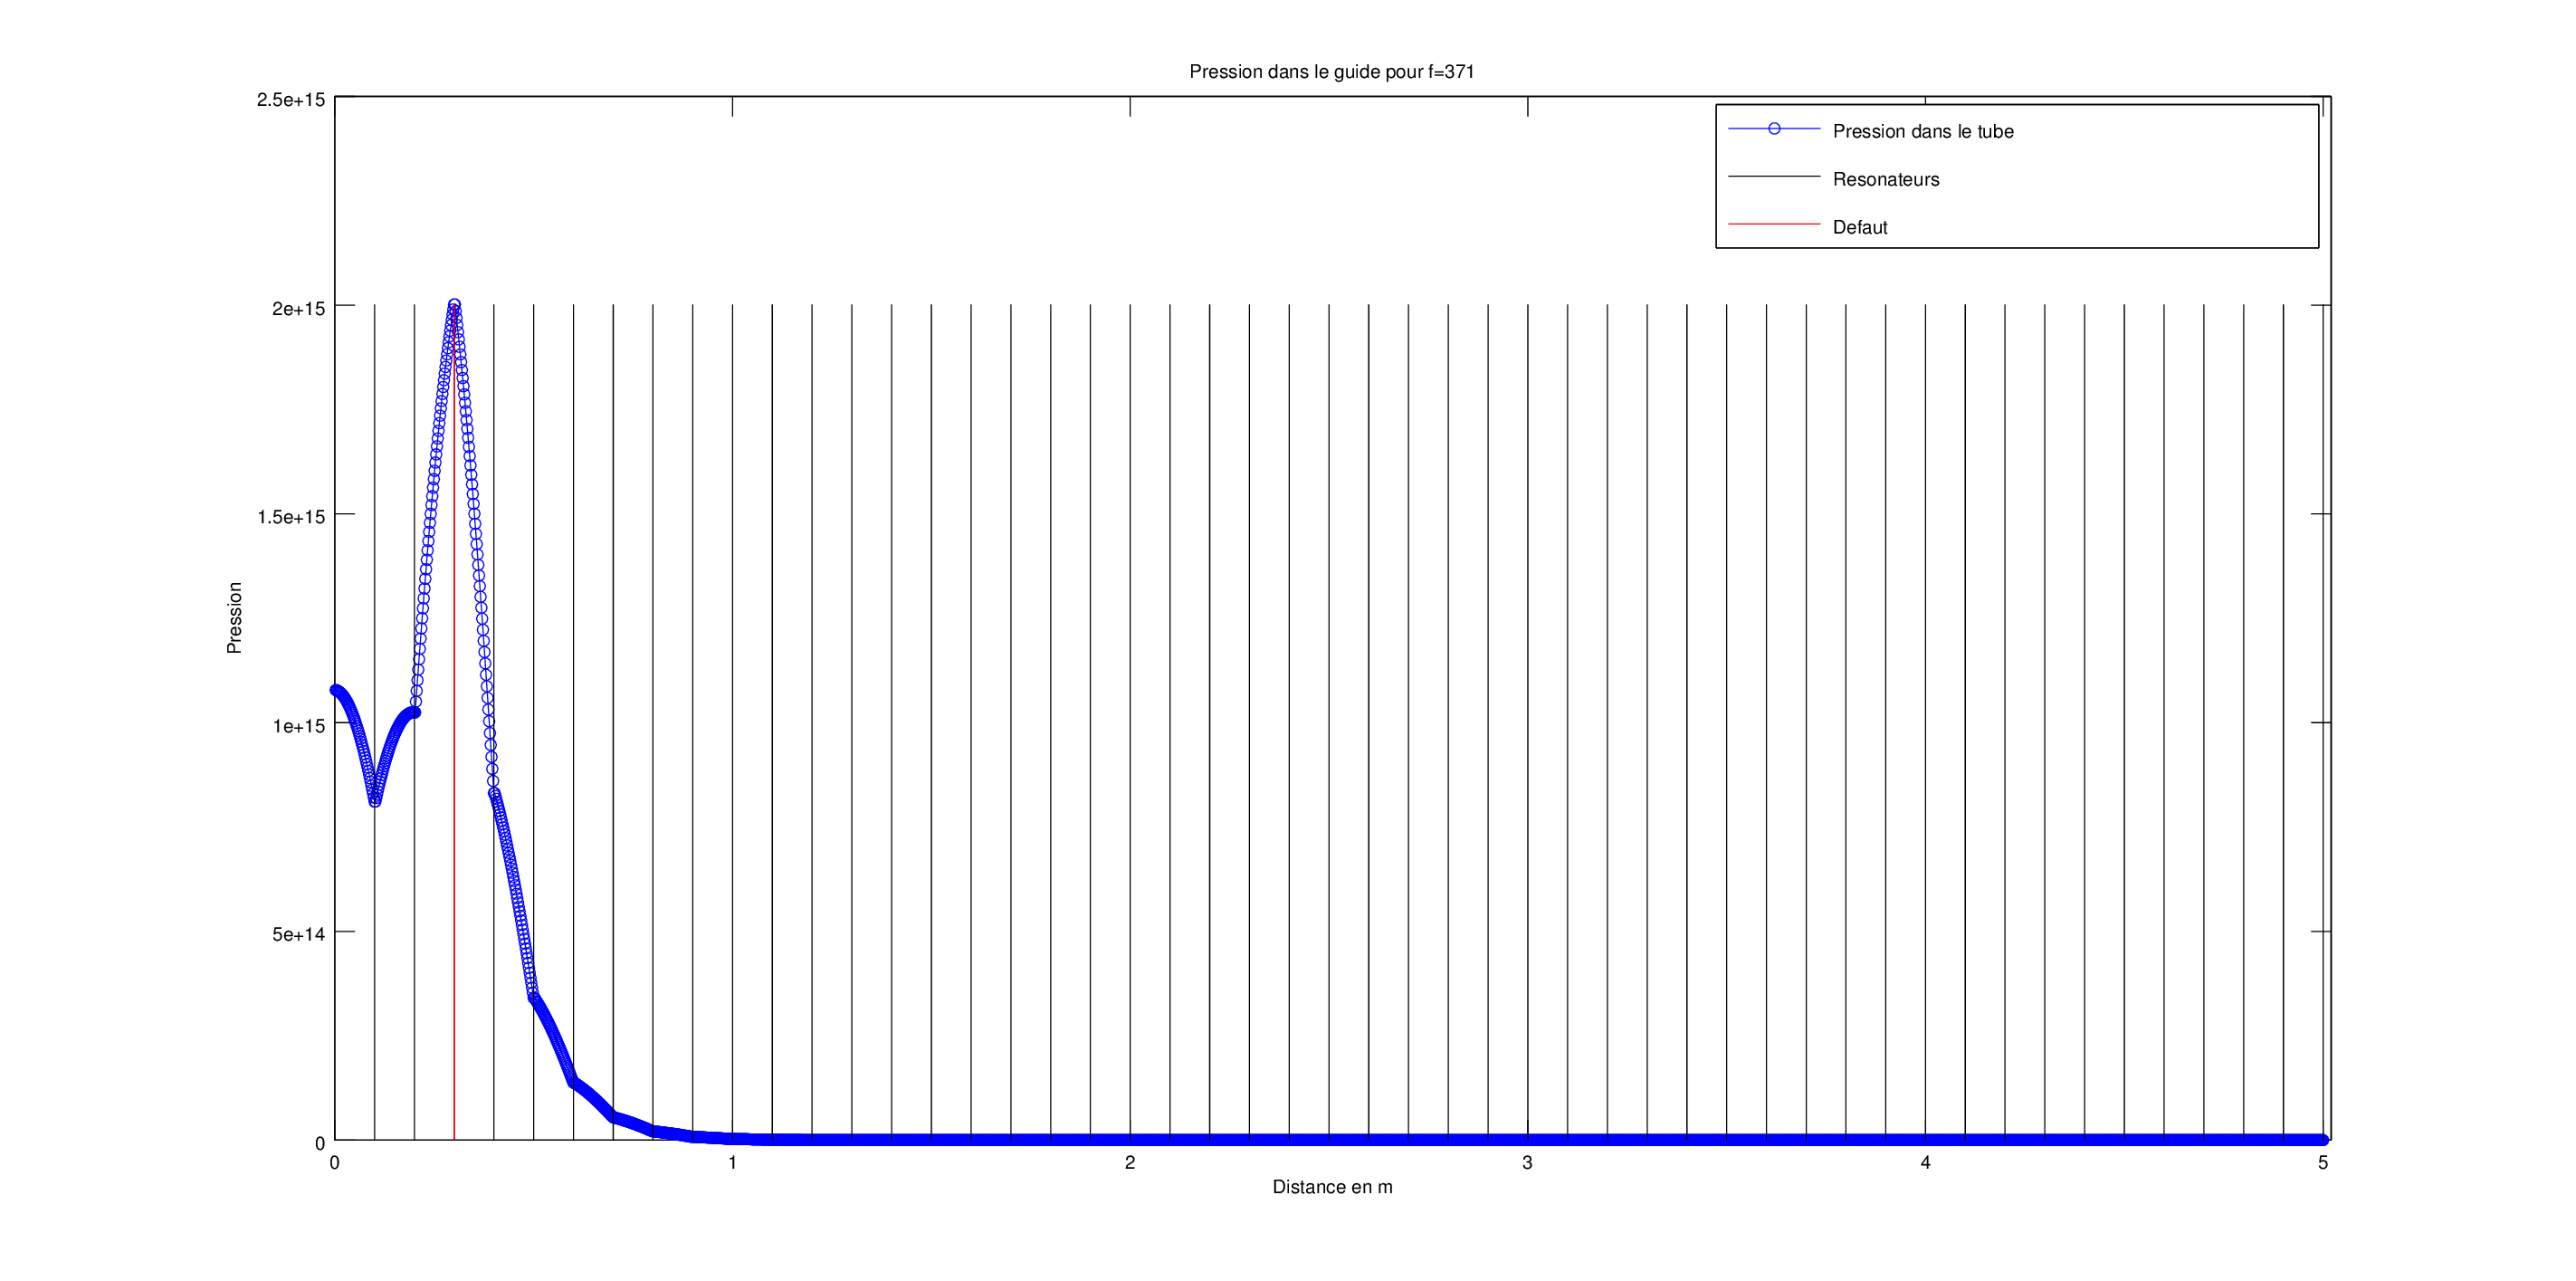 Pression dans le guide pour f=371
2.5e+15
2e+15
1.5e+15
1e+15
5e+14
0
Pression
Pression dans le tube
Resonateurs
Defaut
0 1 2 3 4 5
Distance en m